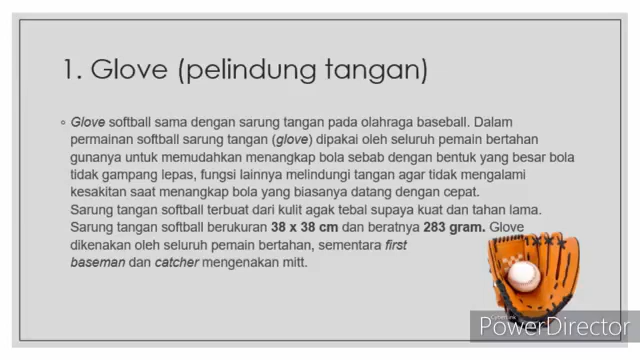 1. Glove (pelindung tangan)
Glove softball sama dengan sarung tangan pada olahraga baseball. Dalam
permainan softball sarung tangan (glove) dipakai oleh seluruh pemain bertahan
gunanya untuk memudahkan menangkap bola sebab dengan bentuk yang besar bola
tidak gampang lepas, fungsi lainnya melindungi tangan agar tidak mengalami
kesakitan saat menangkap bola yang biasanya datang dengan cepat.
Sarung tangan softball terbuat dari kulit agak tebal supaya kuat dan tahan lama.
Sarung tangan softball berukuran 38 x 38 cm dan beratnya 283 gram. Glove
dikenakan oleh seluruh pemain bertahan, sementara first
baseman dan catcher mengenakan mitt.
CyberLink
PowerDirector